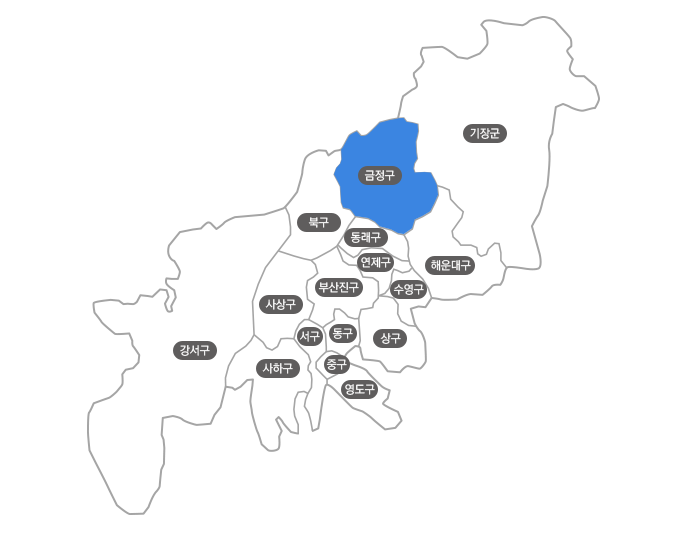 기장군
금정구
북구
동래구
연제구
해운대구
부산진구
수영구
사상구
서구
동구
상구
강서구
사하구
중구
영도구